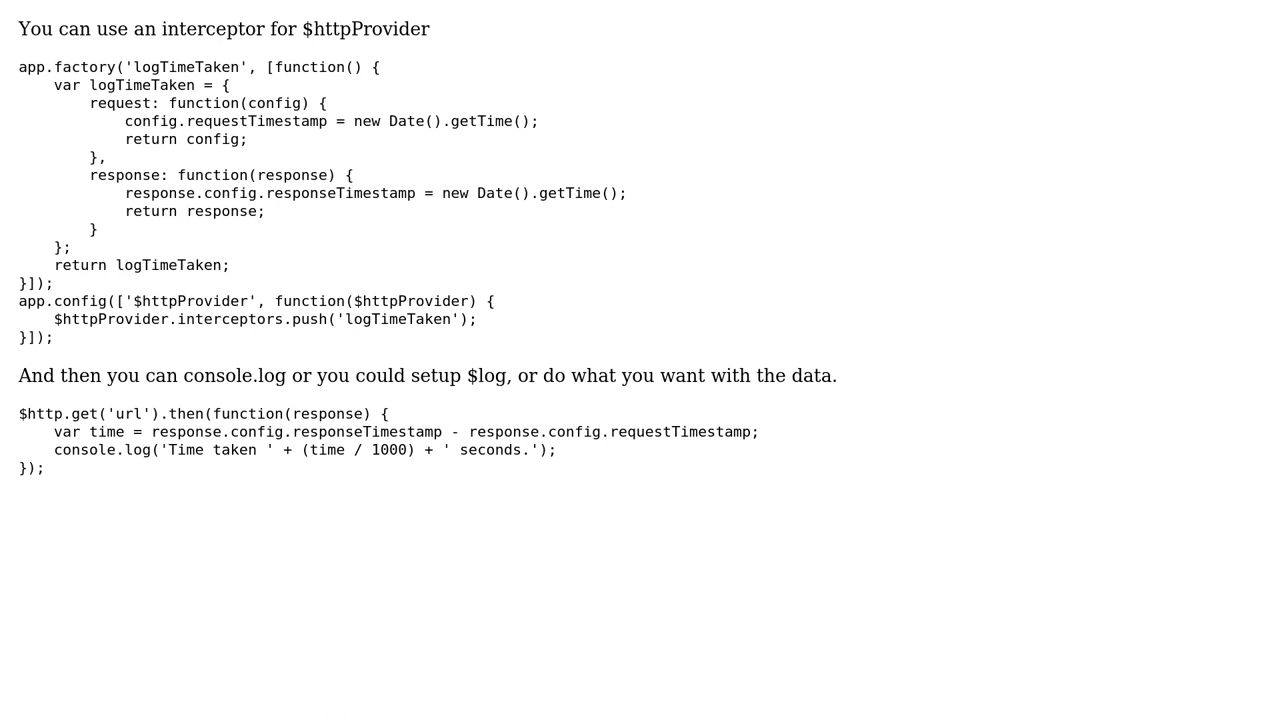 You can use an interceptor for $httpProvider
app.factory('logTimeTaken', [function() {
    var logTimeTaken = {
        request: function(config) {
            config.requestTimestamp = new Date().getTime();
            return config;
        },
        response: function(response) {
            response.config.responseTimestamp = new Date().getTime();
            return response;
        }
    };
    return logTimeTaken;
}]);
app.config(['$httpProvider', function($httpProvider) {
    $httpProvider.interceptors.push('logTimeTaken');
}]);
And then you can console.log or you could setup $log, or do what you want with the data.
$http.get('url').then(function(response) {
    var time = response.config.responseTimestamp - response.config.requestTimestamp;
    console.log('Time taken ' + (time / 1000) + ' seconds.');
});